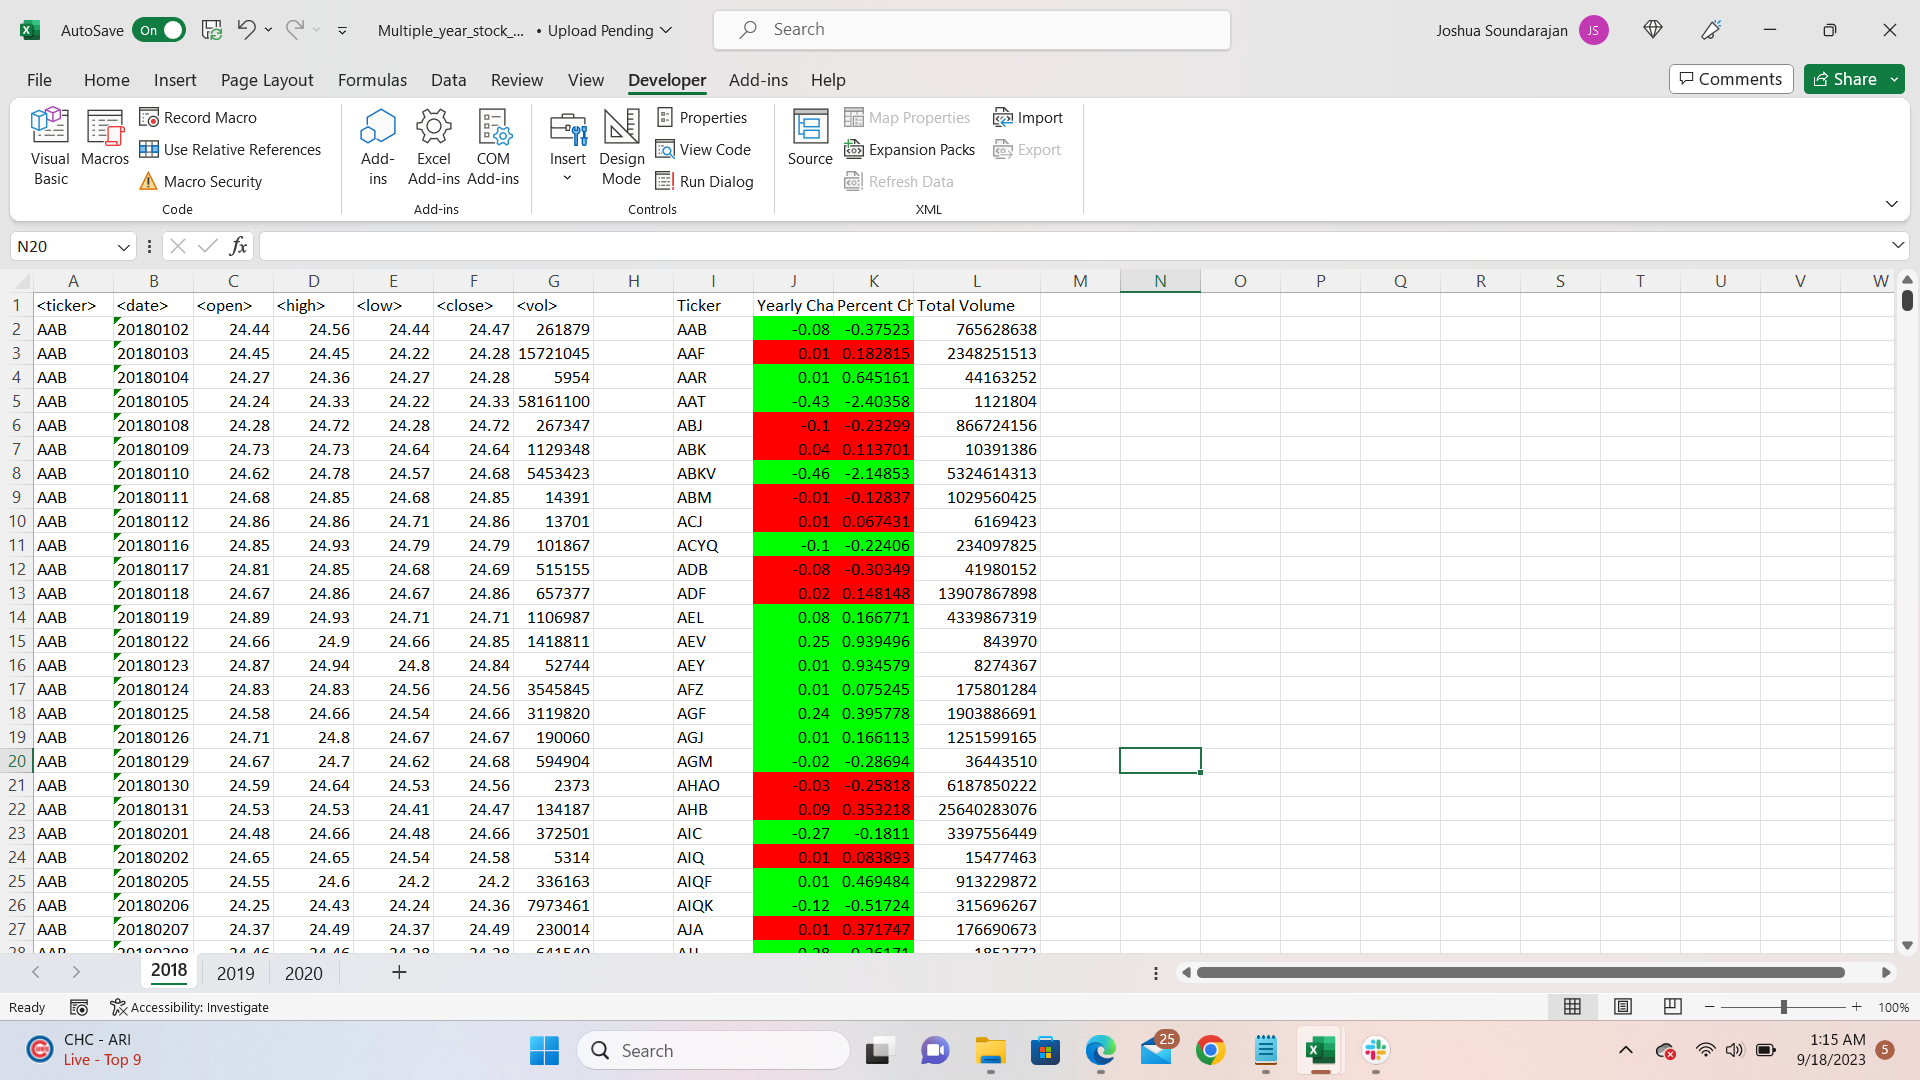 AutoSave On Multiple_year_stock_... • Upload Pending Search Joshua Soundarajan JS
File Home Insert Page Layout Formulas Data Review View Developer Add-ins Help Comments Share
Visual Basic Macros Record Macro Use Relative References Macro Security Code
Add-ins Excel Add-ins COM Add-ins Add-ins
Insert Design Mode Properties View Code Run Dialog Controls
Source Map Properties Expansion Packs Refresh Data Import Export XML
N20 fx
A B C D E F G H I J K L M N O P Q R S T U V W
1 <ticker> <date> <open> <high> <low> <close> <vol> Ticker Yearly Cha Percent Ch Total Volume
2 AAB 20180102 24.44 24.56 24.44 24.47 261879 AAB -0.08 -0.37523 765628638
3 AAB 20180103 24.45 24.45 24.22 24.28 15721045 AAF 0.01 0.182815 2348251513
4 AAB 20180104 24.27 24.36 24.27 24.28 5954 AAR 0.01 0.645161 44163252
5 AAB 20180105 24.24 24.33 24.22 24.33 58161100 AAT -0.43 -2.40358 1121804
6 AAB 20180108 24.28 24.72 24.28 24.72 267347 ABJ -0.1 -0.23299 866724156
7 AAB 20180109 24.73 24.73 24.64 24.64 1129348 ABK 0.04 0.113701 10391386
8 AAB 20180110 24.62 24.78 24.57 24.68 5453423 ABKV -0.46 -2.14853 5324614313
9 AAB 20180111 24.68 24.85 24.68 24.85 14391 ABM -0.01 -0.12837 1029560425
10 AAB 20180112 24.86 24.86 24.71 24.86 13701 ACJ 0.01 0.067431 6169423
11 AAB 20180116 24.85 24.93 24.79 24.79 101867 ACYQ -0.1 -0.22406 234097825
12 AAB 20180117 24.81 24.85 24.68 24.69 515155 ADB -0.08 -0.30349 41980152
13 AAB 20180118 24.67 24.86 24.67 24.86 657377 ADF 0.02 0.148148 13907867898
14 AAB 20180119 24.89 24.93 24.71 24.71 1106987 AEL 0.08 0.166771 4339867319
15 AAB 20180122 24.66 24.9 24.66 24.85 1418811 AEV 0.25 0.939496 843970
16 AAB 20180123 24.87 24.94 24.8 24.84 52744 AEY 0.01 0.934579 8274367
17 AAB 20180124 24.83 24.83 24.56 24.56 3545845 AFZ 0.01 0.075245 175801284
18 AAB 20180125 24.58 24.66 24.54 24.66 3119820 AGF 0.24 0.395778 1903886691
19 AAB 20180126 24.71 24.8 24.67 24.67 190060 AGJ 0.01 0.166113 1251599165
20 AAB 20180129 24.67 24.7 24.62 24.68 594904 AGM -0.02 -0.28694 36443510
21 AAB 20180130 24.59 24.64 24.53 24.56 2373 AHAO -0.03 -0.25818 6187850222
22 AAB 20180131 24.53 24.53 24.41 24.47 134187 AHB 0.09 0.353218 25640283076
23 AAB 20180201 24.48 24.66 24.48 24.66 372501 AIC -0.27 -0.1811 3397556449
24 AAB 20180202 24.65 24.65 24.54 24.58 5314 AIQ 0.01 0.083893 15477463
25 AAB 20180205 24.55 24.6 24.2 24.2 336163 AIQF 0.01 0.469484 913229872
26 AAB 20180206 24.25 24.43 24.24 24.36 7973461 AIQK -0.12 -0.51724 315696267
27 AAB 20180207 24.37 24.49 24.37 24.49 230014 AJA 0.01 0.371747 176690673
2018 2019 2020
Ready Accessibility: Investigate 100%
CHC - ARI
Live - Top 9
Search 25
1:15 AM
9/18/2023 5